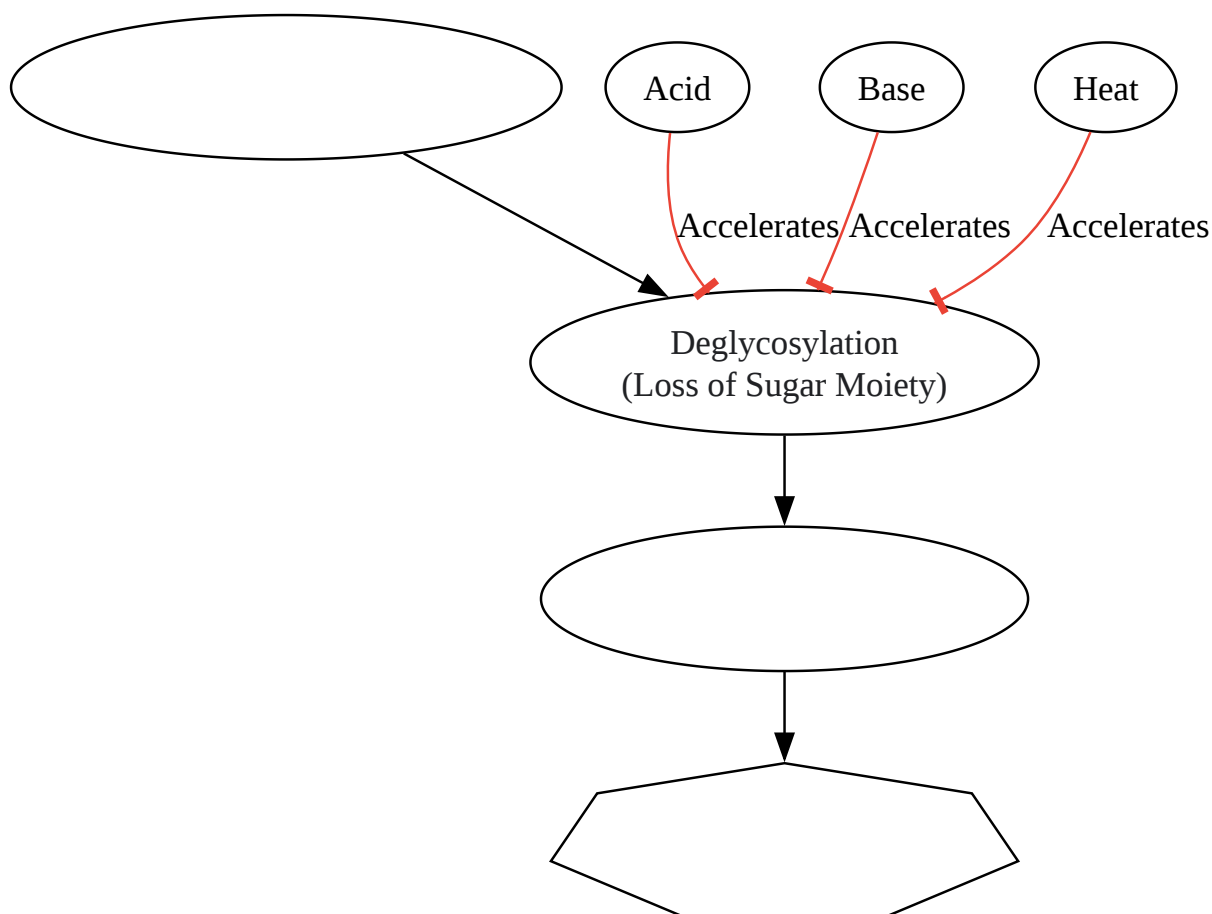 Acid
Base
Heat
Accelerates
Accelerates
Accelerates
Deglycosylation
(Loss of Sugar Moiety)